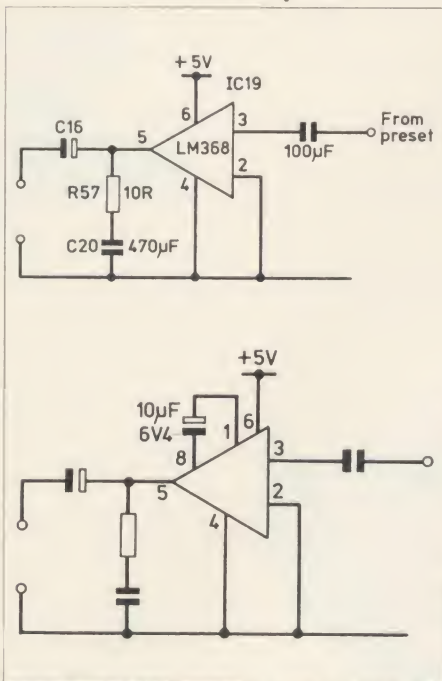 +5V
IC19
C16
5
6
3
From
preset
LM368
100µF
R57
10R
4
2
C20
470µF
+5V
10µF
6V4
1
6
8
3
5
2
4